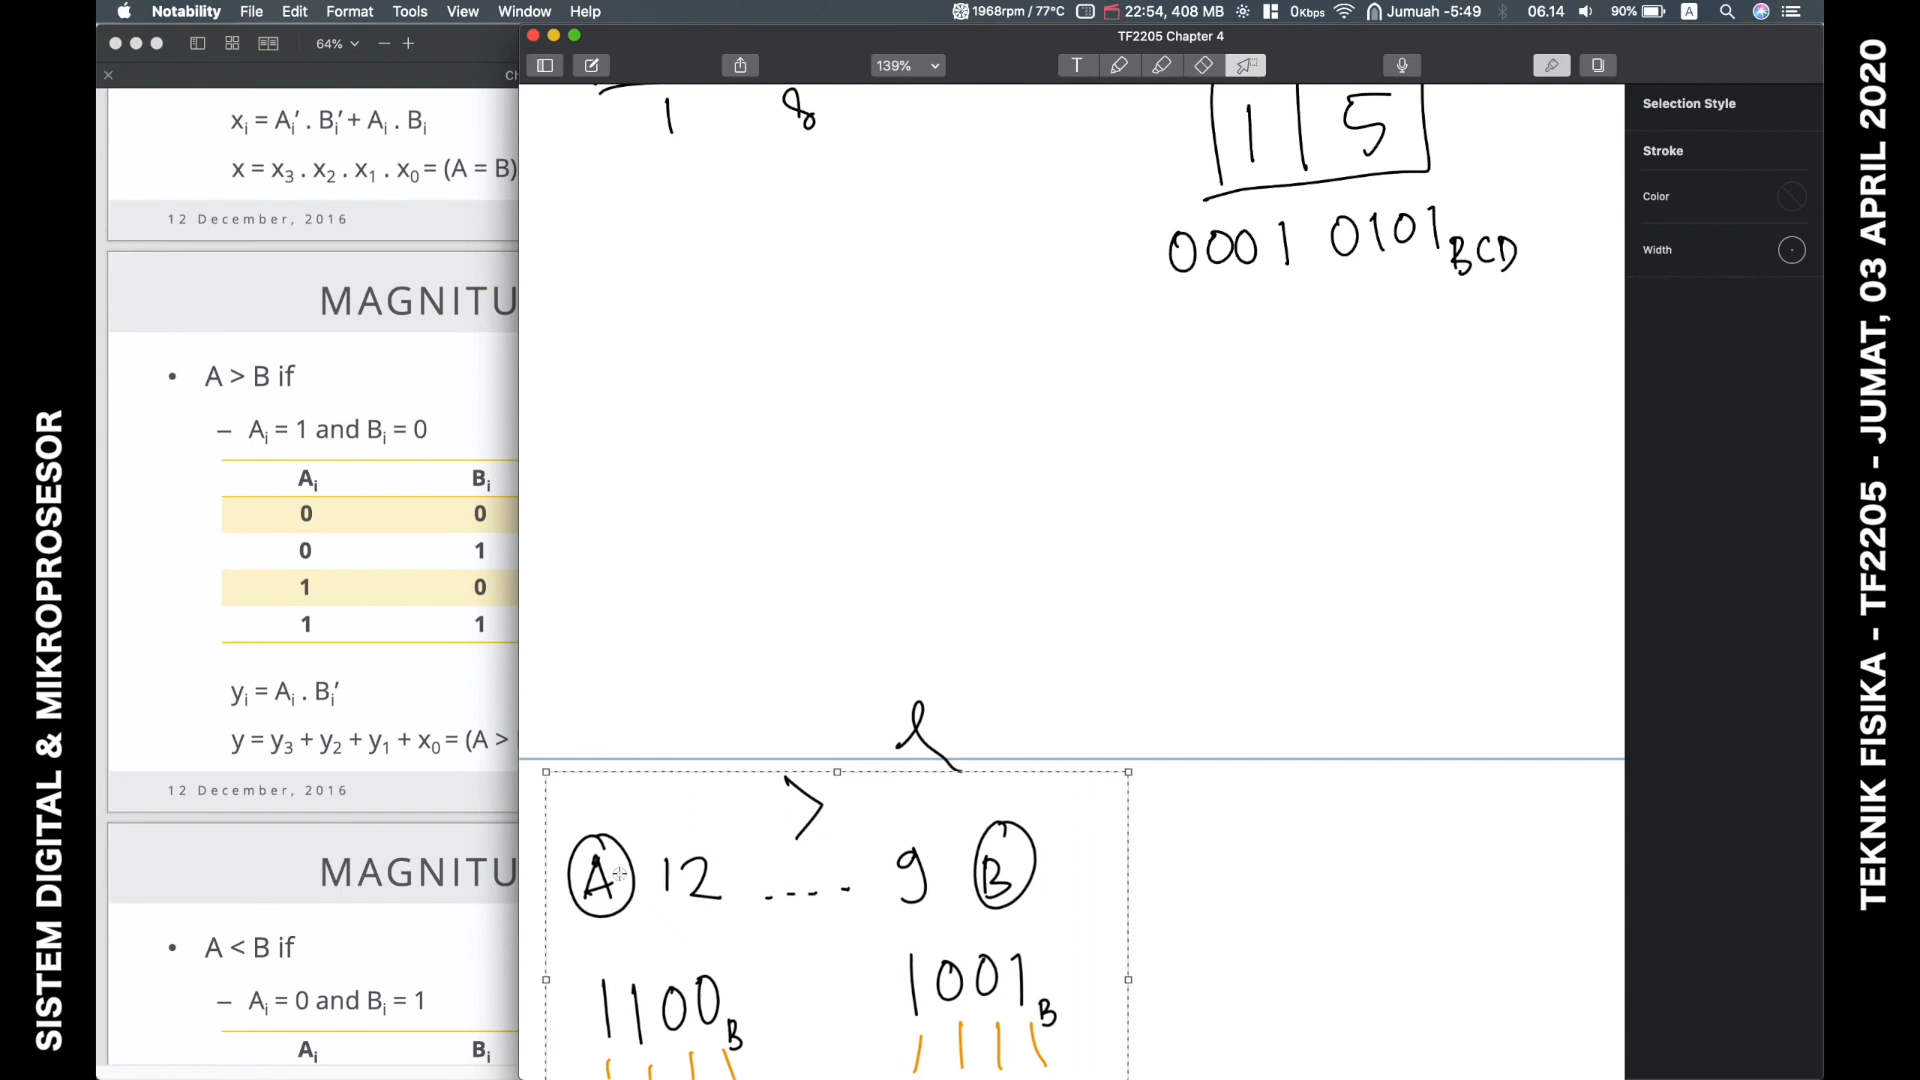 Notability File Edit Format Tools View Window Help
1968rpm / 77°C 22:54, 408 MB 0Kbps Jumuah -5:49 06.14 90% A
64%
TF2205 Chapter 4
139%
T
Ch
xi = Ai’ . Bi’ + Ai . Bi
x = x3 . x2 . x1 . x0 = (A = B)
12 December, 2016
MAGNITU
• A > B if
– Ai = 1 and Bi = 0
Ai Bi
0 0
0 1
1 0
1 1
yi = Ai . Bi’
y = y3 + y2 + y1 + x0 = (A >
12 December, 2016
MAGNITU
• A < B if
– Ai = 0 and Bi = 1
Ai Bi
1 8
1 5
0001 0101BCD
>
A 12 .... 9 B
1100B 1001B
Selection Style
Stroke
Color
Width
SISTEM DIGITAL & MIKROPROSESOR
TEKNIK FISIKA - TF2205 - JUMAT, 03 APRIL 2020